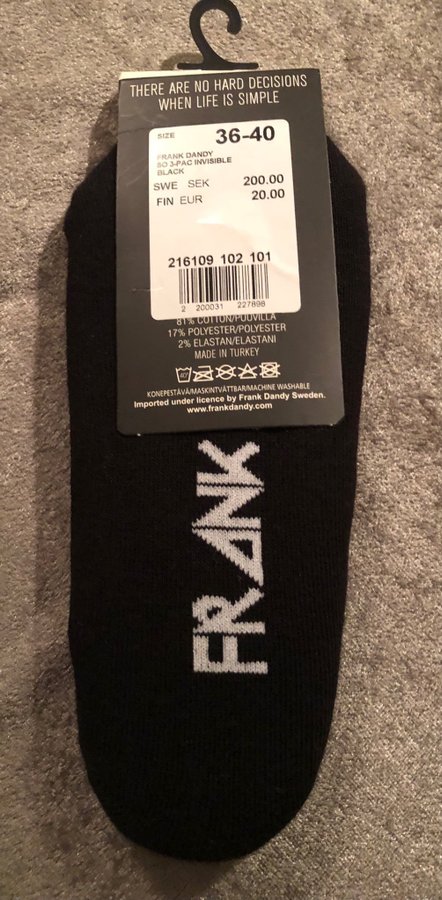 THERE ARE NO HARD DECISIONS
WHEN LIFE IS SIMPLE
SIZE 36-40
FRANK DANDY
SO 3-PAC INVISIBLE
BLACK
SWE SEK 200.00
FIN EUR 20.00
216109 102 101
2 200031 227898
81% COTTON/PUUVILLA
17% POLYESTER/POLYESTER
2% ELASTAN/ELASTANI
MADE IN TURKEY
40°
KONEPESTÄVÄ/MASKINTVÄTTBAR/MACHINE WASHABLE
Imported under licence by Frank Dandy Sweden.
www.frankdandy.com
FRANK